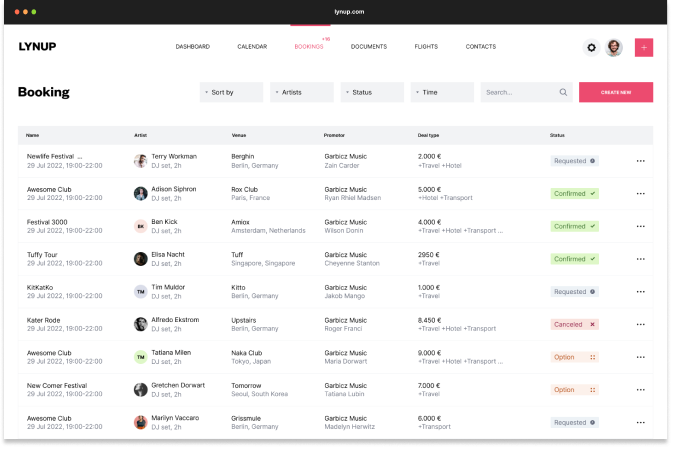 lynup.com
LYNUP
DASHBOARD
CALENDAR
BOOKINGS
+16
DOCUMENTS
FLIGHTS
CONTACTS
+
Booking
Sort by
Artists
Status
Time
Search...
CREATE NEW
Name Artist Venue Promotor Deal type Status
Newlife Festival ... Terry Workman Berghin Garbicz Music 2.000 € Requested
29 Jul 2022, 19:00-22:00 DJ set, 2h Berlin, Germany Zain Carder +Travel +Hotel
Awesome Club Adison Siphron Rox Club Garbicz Music 5.000 € Confirmed
29 Jul 2022, 19:00-22:00 DJ set, 2h Paris, France Ryan Rhiel Madsen +Hotel +Transport
Festival 3000 BK Ben Kick Amiox Garbicz Music 4.000 € Confirmed
29 Jul 2022, 19:00-22:00 DJ set, 2h Amsterdam, Netherlands Wilson Donin +Travel +Hotel +Transport ...
Tuffy Tour Elisa Nacht Tuff Garbicz Music 2950 € Confirmed
29 Jul 2022, 19:00-22:00 DJ set, 2h Singapore, Singapore Cheyenne Stanton +Travel
KitKatKo TM Tim Muldor Kitto Garbicz Music 1.000 € Requested
29 Jul 2022, 19:00-22:00 DJ set, 2h Berlin, Germany Jakob Mango +Travel
Kater Rode Alfredo Ekstrom Upstairs Garbicz Music 8.450 € Canceled
29 Jul 2022, 19:00-22:00 DJ set, 2h Berlin, Germany Roger Franci +Travel +Hotel +Transport
Awesome Club TM Tatiana Milen Naka Club Garbicz Music 9.000 € Option
29 Jul 2022, 19:00-22:00 DJ set, 2h Tokyo, Japan Maria Dorwart +Travel +Hotel +Transport ...
New Comer Festival Gretchen Dorwart Tomorrow Garbicz Music 7.000 € Option
29 Jul 2022, 19:00-22:00 DJ set, 2h Seoul, South Korea Tatiana Lubin +Travel
Awesome Club Marilyn Vaccaro Grissmule Garbicz Music 6.000 € Requested
29 Jul 2022, 19:00-22:00 DJ set, 2h Berlin, Germany Madelyn Herwitz +Transport